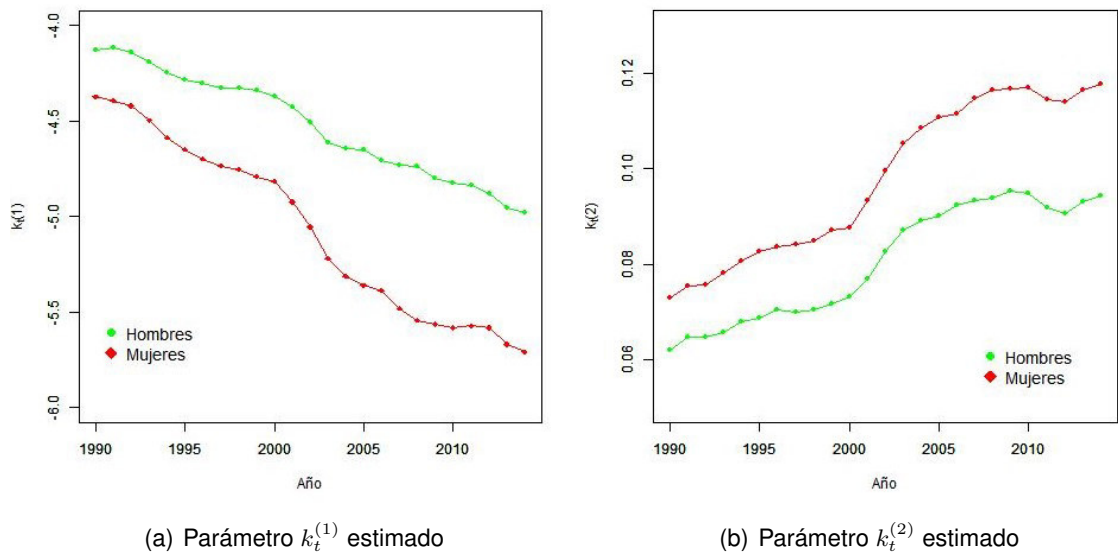 -4.0
-4.5
-5.0
-5.5
-6.0
kt(1)
Hombres
Mujeres
1990 1995 2000 2005 2010
Año
(a) Parámetro k_t^{(1)} estimado
0.12
0.10
0.08
0.06
kt(2)
Hombres
Mujeres
1990 1995 2000 2005 2010
Año
(b) Parámetro k_t^{(2)} estimado